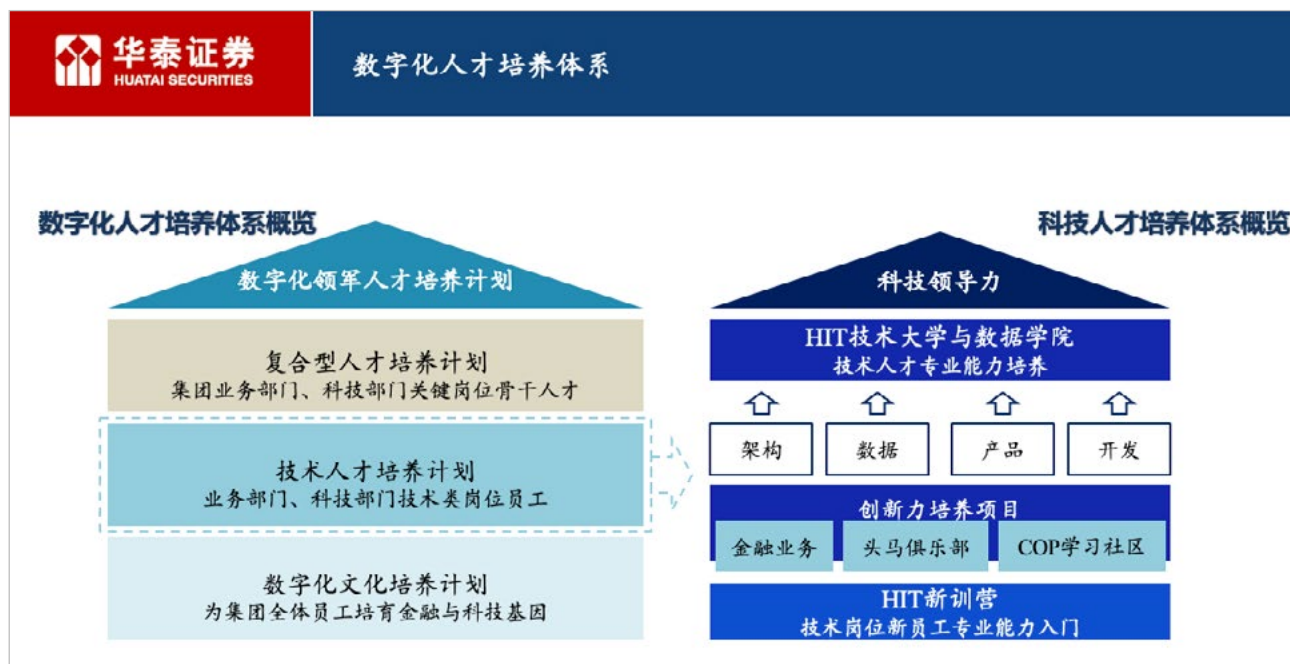 华泰证券
HUATAI SECURITIES
数字化人才培养体系
数字化人才培养体系概览
数字化领军人才培养计划
复合型人才培养计划
集团业务部门、科技部门关键岗位骨干人才
技术人才培养计划
业务部门、科技部门技术类岗位员工
数字化文化培养计划
为集团全体员工培育金融与科技基因
科技人才培养体系概览
科技领导力
HIT技术大学与数据学院
技术人才专业能力培养
架构
数据
产品
开发
创新力培养项目
金融业务
头马俱乐部
COP学习社区
HIT新训营
技术岗位新员工专业能力入门